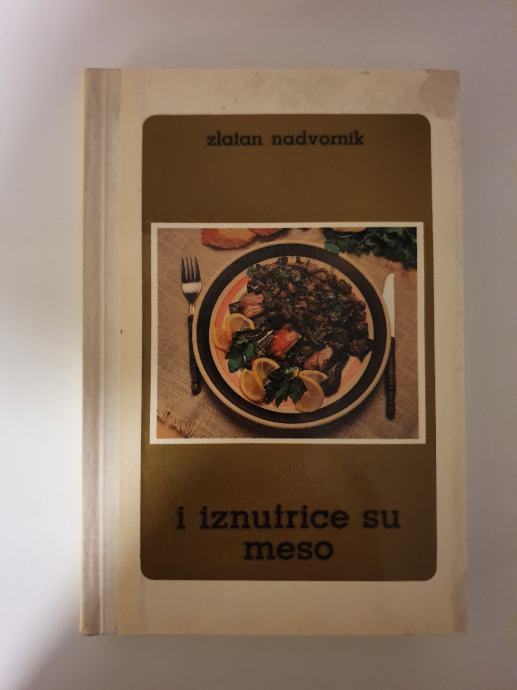 zlatan nadvornik
i iznutrice su
meso